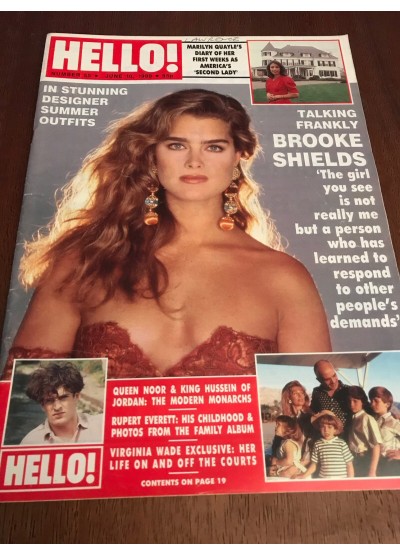 LAWRENCE
HELLO!
MARILYN QUAYLE'S
DIARY OF HER
FIRST WEEKS AS
AMERICA'S
'SECOND LADY'
IN STUNNING
DESIGNER
SUMMER
OUTFITS
TALKING
FRANKLY
BROOKE
SHIELDS
'The girl
you see
is not
really me
but a person
who has
learned to
respond
to other
people's
demands'
QUEEN NOOR & KING HUSSEIN OF
JORDAN: THE MODERN MONARCHS
RUPERT EVERETT: HIS CHILDHOOD &
PHOTOS FROM THE FAMILY ALBUM
VIRGINIA WADE EXCLUSIVE: HER
LIFE ON AND OFF THE COURTS
CONTENTS ON PAGE 19
HELLO!